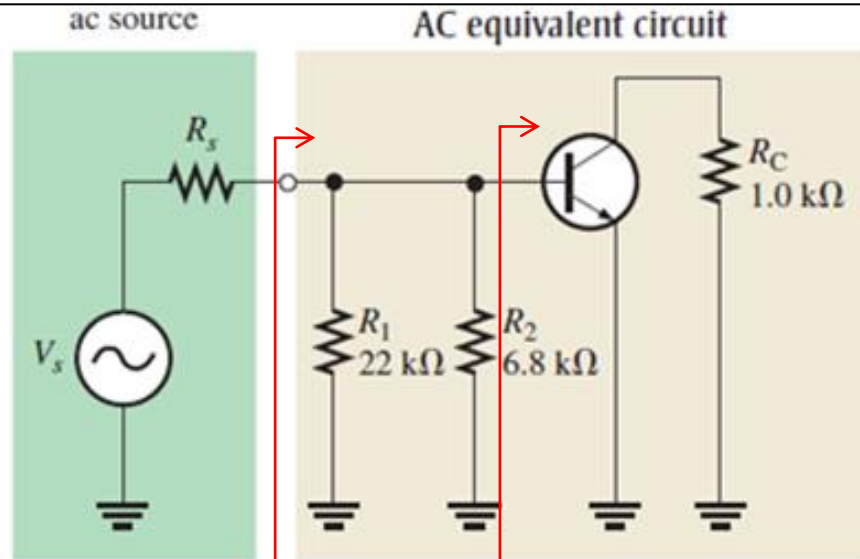 ac source
AC equivalent circuit
Rs
RC
1.0 kΩ
Vs
R1
22 kΩ
R2
6.8 kΩ